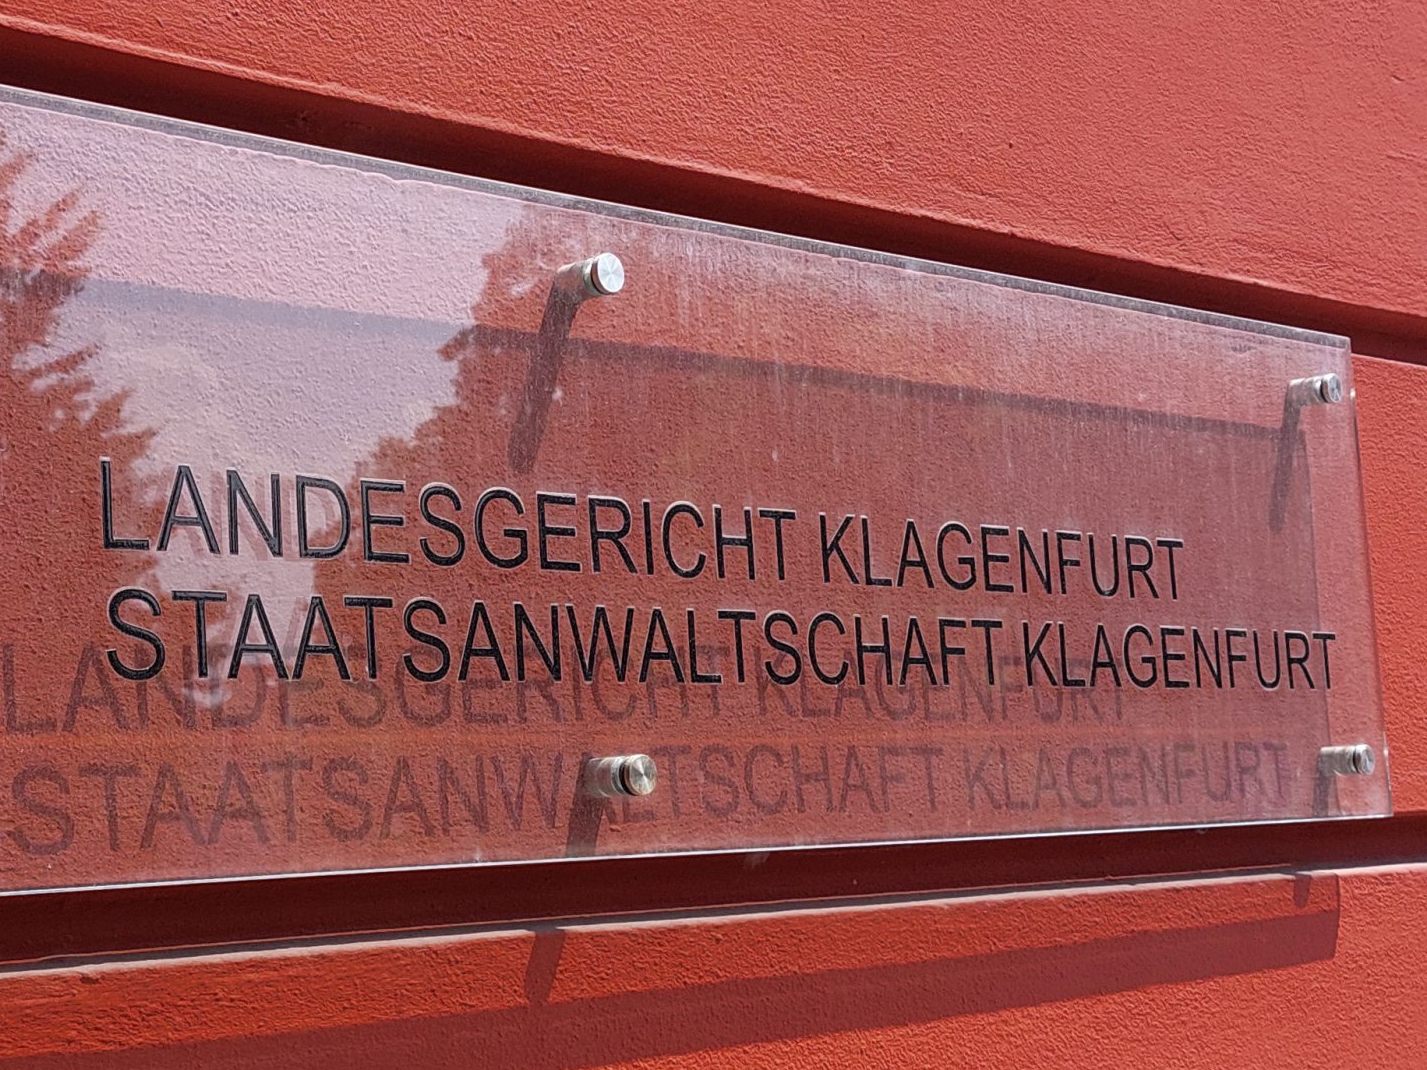 LANDESGERICHT KLAGENFURT
STAATSANWALTSCHAFT KLAGENFURT